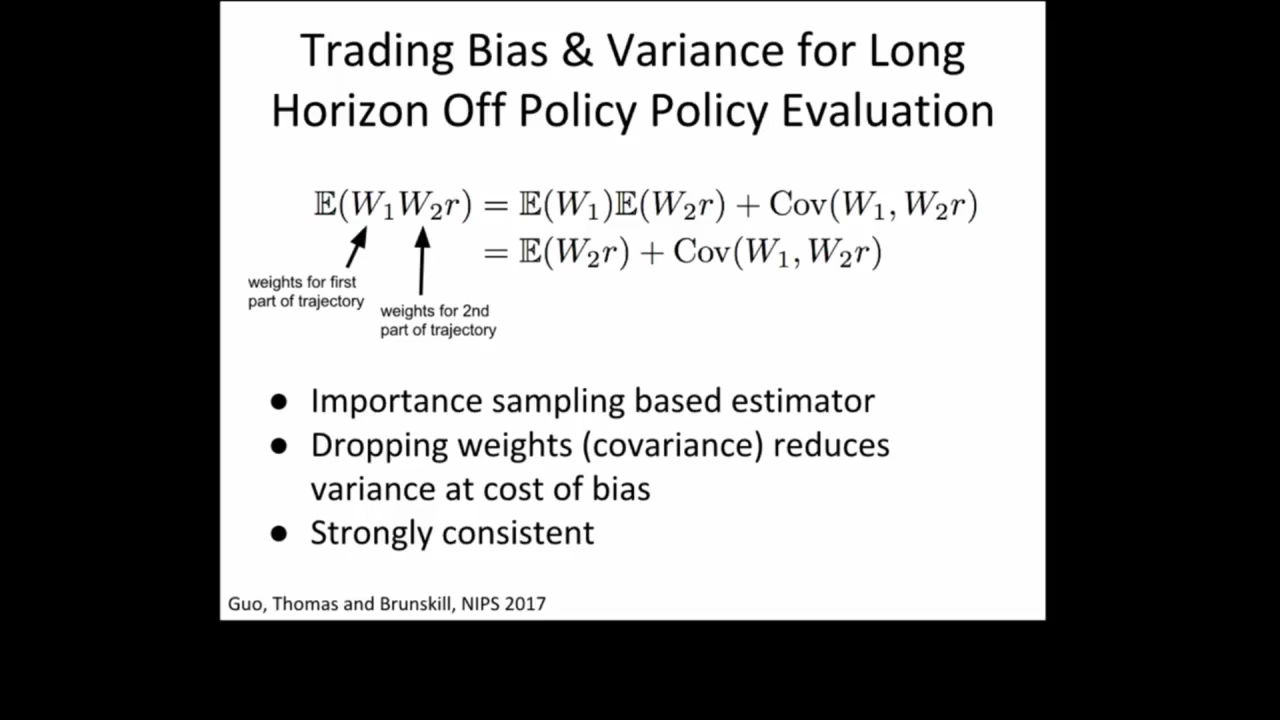 Trading Bias & Variance for Long
Horizon Off Policy Policy Evaluation
𝔼(W₁W₂r) = 𝔼(W₁)𝔼(W₂r) + Cov(W₁, W₂r)
= 𝔼(W₂r) + Cov(W₁, W₂r)
weights for first
part of trajectory
weights for 2nd
part of trajectory
● Importance sampling based estimator
● Dropping weights (covariance) reduces
variance at cost of bias
● Strongly consistent
Guo, Thomas and Brunskill, NIPS 2017